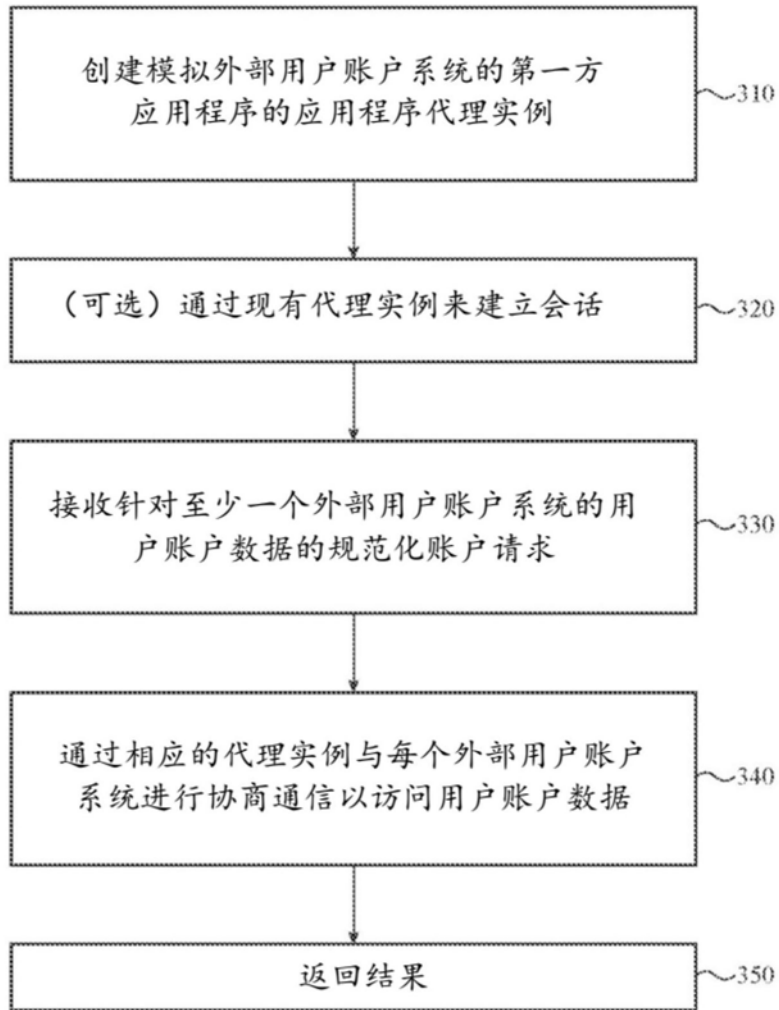 创建模拟外部用户账户系统的第一方
应用程序的应用程序代理实例
310
（可选）通过现有代理实例来建立会话
320
接收针对至少一个外部用户账户系统的用
户账户数据的规范化账户请求
330
通过相应的代理实例与每个外部用户账户
系统进行协商通信以访问用户账户数据
340
返回结果
350